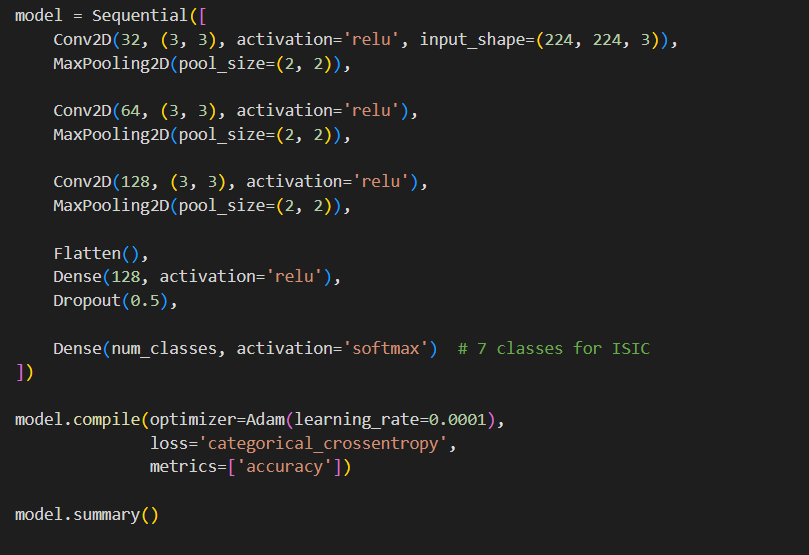 model = Sequential([
    Conv2D(32, (3, 3), activation='relu', input_shape=(224, 224, 3)),
    MaxPooling2D(pool_size=(2, 2)),

    Conv2D(64, (3, 3), activation='relu'),
    MaxPooling2D(pool_size=(2, 2)),

    Conv2D(128, (3, 3), activation='relu'),
    MaxPooling2D(pool_size=(2, 2)),

    Flatten(),
    Dense(128, activation='relu'),
    Dropout(0.5),

    Dense(num_classes, activation='softmax')  # 7 classes for ISIC
])

model.compile(optimizer=Adam(learning_rate=0.0001),
              loss='categorical_crossentropy',
              metrics=['accuracy'])

model.summary()